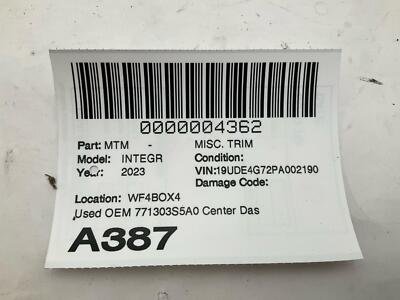 0000004362
Part: MTM - MISC. TRIM
Model: INTEGR Condition:
Year: 2023 VIN:19UDE4G72PA002190
Damage Code:
Location: WF4BOX4
Used OEM 771303S5A0 Center Das
A387